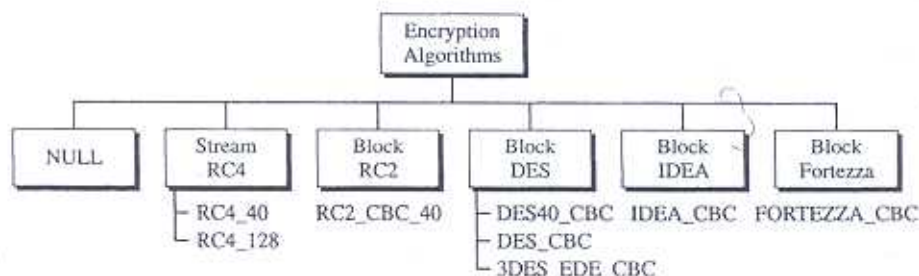 Encryption
Algorithms
NULL
Stream
RC4
Block
RC2
Block
DES
Block
IDEA
Block
Fortezza
RC4_40
RC4_128
RC2_CBC_40
DES40_CBC
DES_CBC
3DES_EDE_CBC
IDEA_CBC
FORTEZZA_CBC